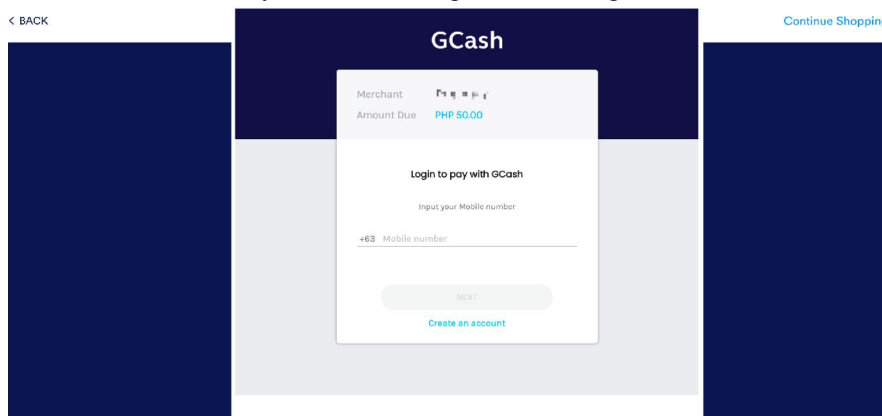 < BACK
Continue Shopping
GCash
Merchant
Amount Due PHP 50.00
Login to pay with GCash
Input your Mobile number
+63 Mobile number
NEXT
Create an account